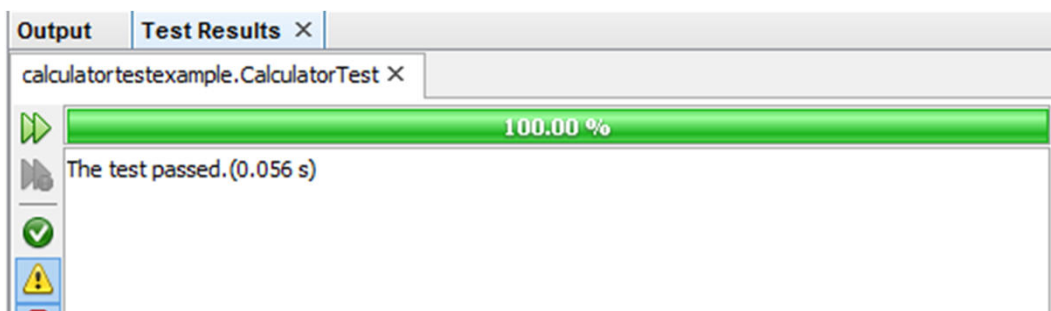 Output
Test Results
calculatortestexample.CalculatorTest
100.00 %
The test passed.(0.056 s)